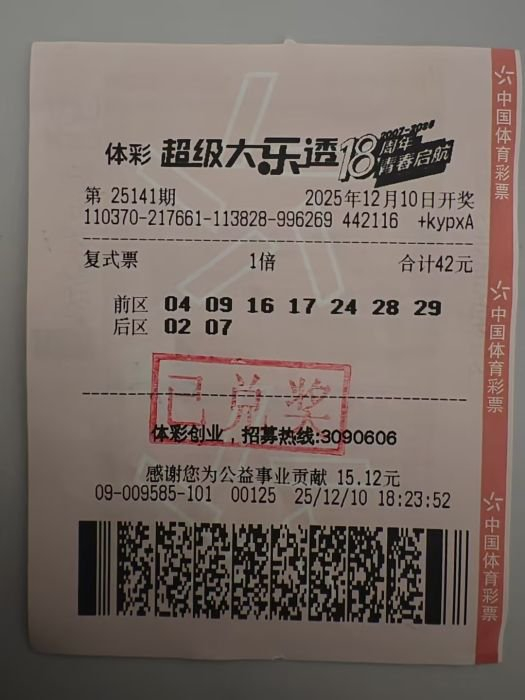 体彩 超级大乐透 18周年 2007-2025 青春启航
第 25141期 2025年12月10日开奖
110370-217661-113828-996269 442116 +kypxA
复式票 1倍 合计42元
前区 04 09 16 17 24 28 29
后区 02 07
已兑奖
体彩创业，招募热线:3090606
感谢您为公益事业贡献 15.12元
09-009585-101 00125 25/12/10 18:23:52
中国体育彩票
中国体育彩票
中国体育彩票